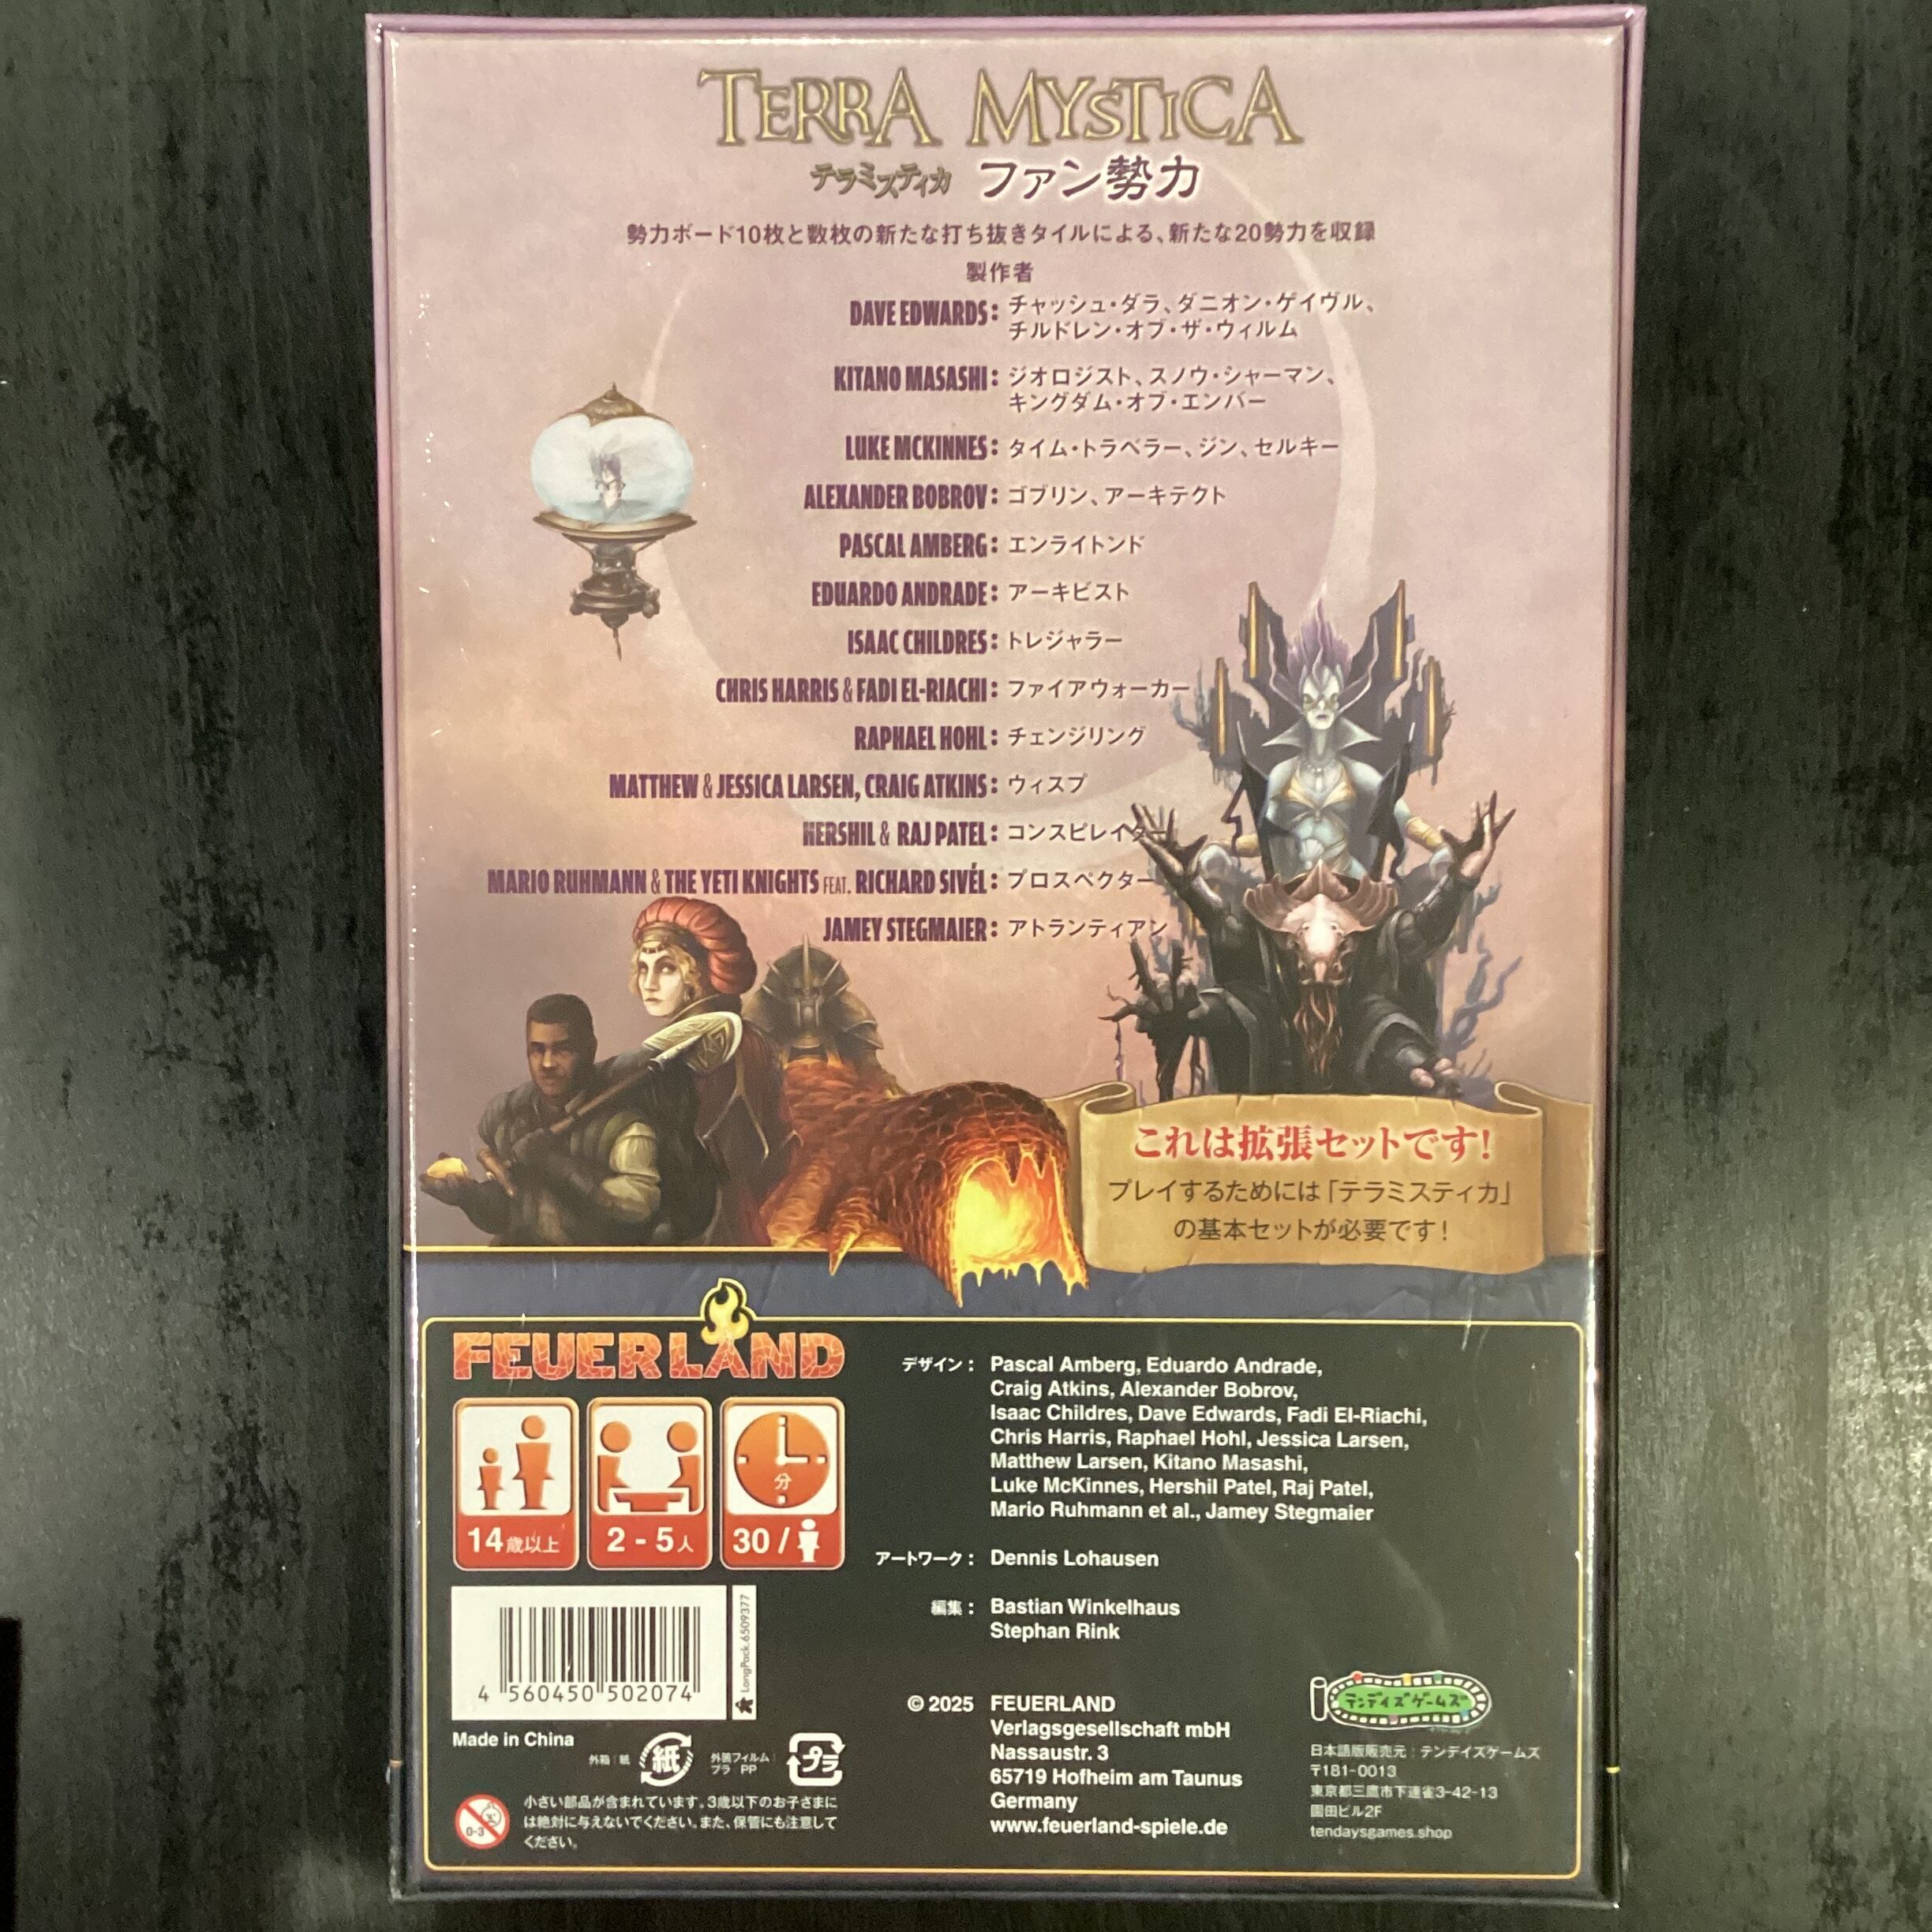 TERRA MYSTICA
テラミスティカ ファン勢力
勢力ボード10枚と数枚の新たな打ち抜きタイルによる、新たな20勢力を収録
製作者
DAVE EDWARDS: チャッシュ・ダラ、ダニオン・ゲイヴル、
チルドレン・オブ・ザ・ウィルム
KITANO MASASHI: ジオロジスト、スノウ・シャーマン、
キングダム・オブ・エンバー
LUKE MCKINNES: タイム・トラベラー、ジン、セルキー
ALEXANDER BOBROV: ゴブリン、アーキテクト
PASCAL AMBERG: エンライトンド
EDUARDO ANDRADE: アーキビスト
ISAAC CHILDRES: トレジャラー
CHRIS HARRIS & FADI EL-RIACHI: ファイアウォーカー
RAPHAEL HOHL: チェンジリング
MATTHEW & JESSICA LARSEN, CRAIG ATKINS: ウィスプ
HERSHIL & RAJ PATEL: コンスピレイター
MARIO RUHMANN & THE YETI KNIGHTS FEAT. RICHARD SIVÉL: プロスペクター
JAMEY STEGMAIER: アトランティアン
これは拡張セットです!
プレイするためには「テラミスティカ」
の基本セットが必要です!
FEUERLAND
分
14歳以上
2 - 5人
30 /
デザイン: Pascal Amberg, Eduardo Andrade,
Craig Atkins, Alexander Bobrov,
Isaac Childres, Dave Edwards, Fadi El-Riachi,
Chris Harris, Raphael Hohl, Jessica Larsen,
Matthew Larsen, Kitano Masashi,
Luke McKinnes, Hershil Patel, Raj Patel,
Mario Ruhmann et al., Jamey Stegmaier
アートワーク: Dennis Lohausen
編集: Bastian Winkelhaus
Stephan Rink
LongPack.6509377
4 560450 502074
Made in China
外箱:紙
紙
外装フィルム:
プラ PP
プラ
0-3
小さい部品が含まれています。3歳以下のお子さまに
は絶対に与えないでください。また、保管にも注意して
ください。
© 2025 FEUERLAND
Verlagsgesellschaft mbH
Nassaustr. 3
65719 Hofheim am Taunus
Germany
www.feuerland-spiele.de
テンデイズゲームズ
日本語版販売元:テンデイズゲームズ
〒181-0013
東京都三鷹市下連雀3-42-13
園田ビル2F
tendaysgames.shop